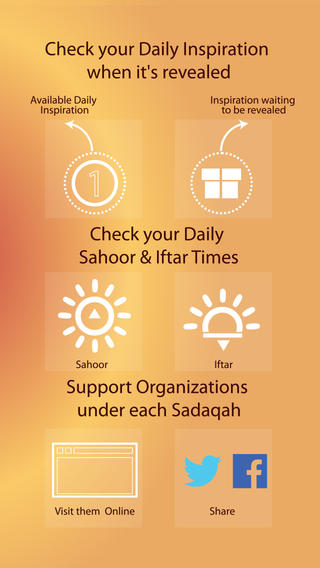 Check your Daily Inspiration
when it's revealed
Available Daily
Inspiration
Inspiration waiting
to be revealed
1
Check your Daily
Sahoor & Iftar Times
Sahoor
Iftar
Support Organizations
under each Sadaqah
Visit them Online
Share